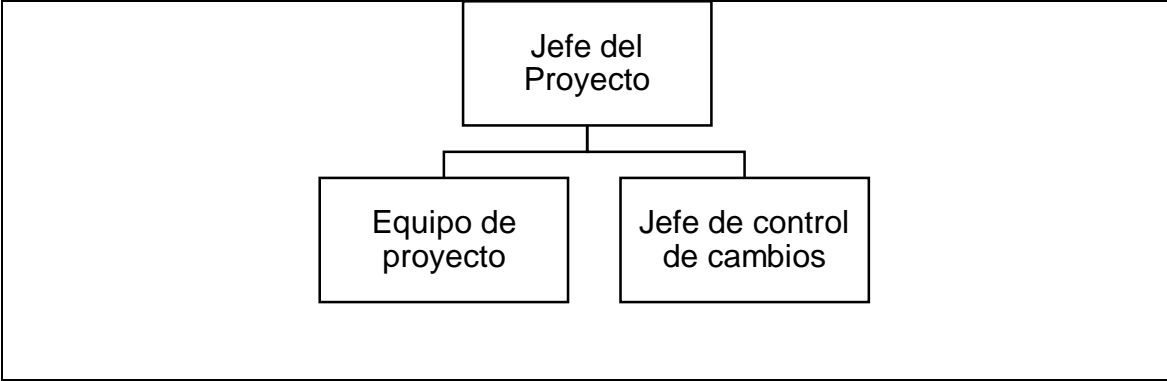 Jefe del
Proyecto
Equipo de
proyecto
Jefe de control
de cambios